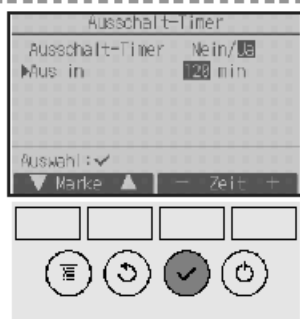 Ausschalt-Timer
Ausschalt-Timer Nein/Ja
▶Aus in 120 min
Auswahl:✔
▼ Marke ▲ − Zeit +